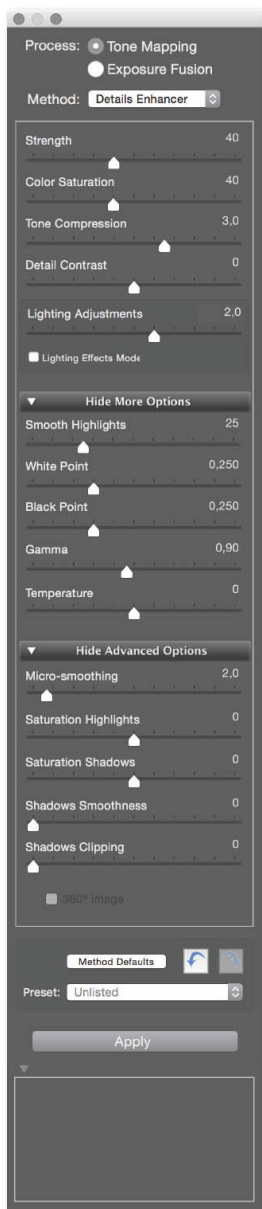 Process: Tone Mapping
Exposure Fusion
Method: Details Enhancer
Strength 40
Color Saturation 40
Tone Compression 3,0
Detail Contrast 0
Lighting Adjustments 2,0
Lighting Effects Mode
Hide More Options
Smooth Highlights 25
White Point 0,250
Black Point 0,250
Gamma 0,90
Temperature 0
Hide Advanced Options
Micro-smoothing 2,0
Saturation Highlights 0
Saturation Shadows 0
Shadows Smoothness 0
Shadows Clipping 0
360° Image
Method Defaults
Preset: Unlisted
Apply